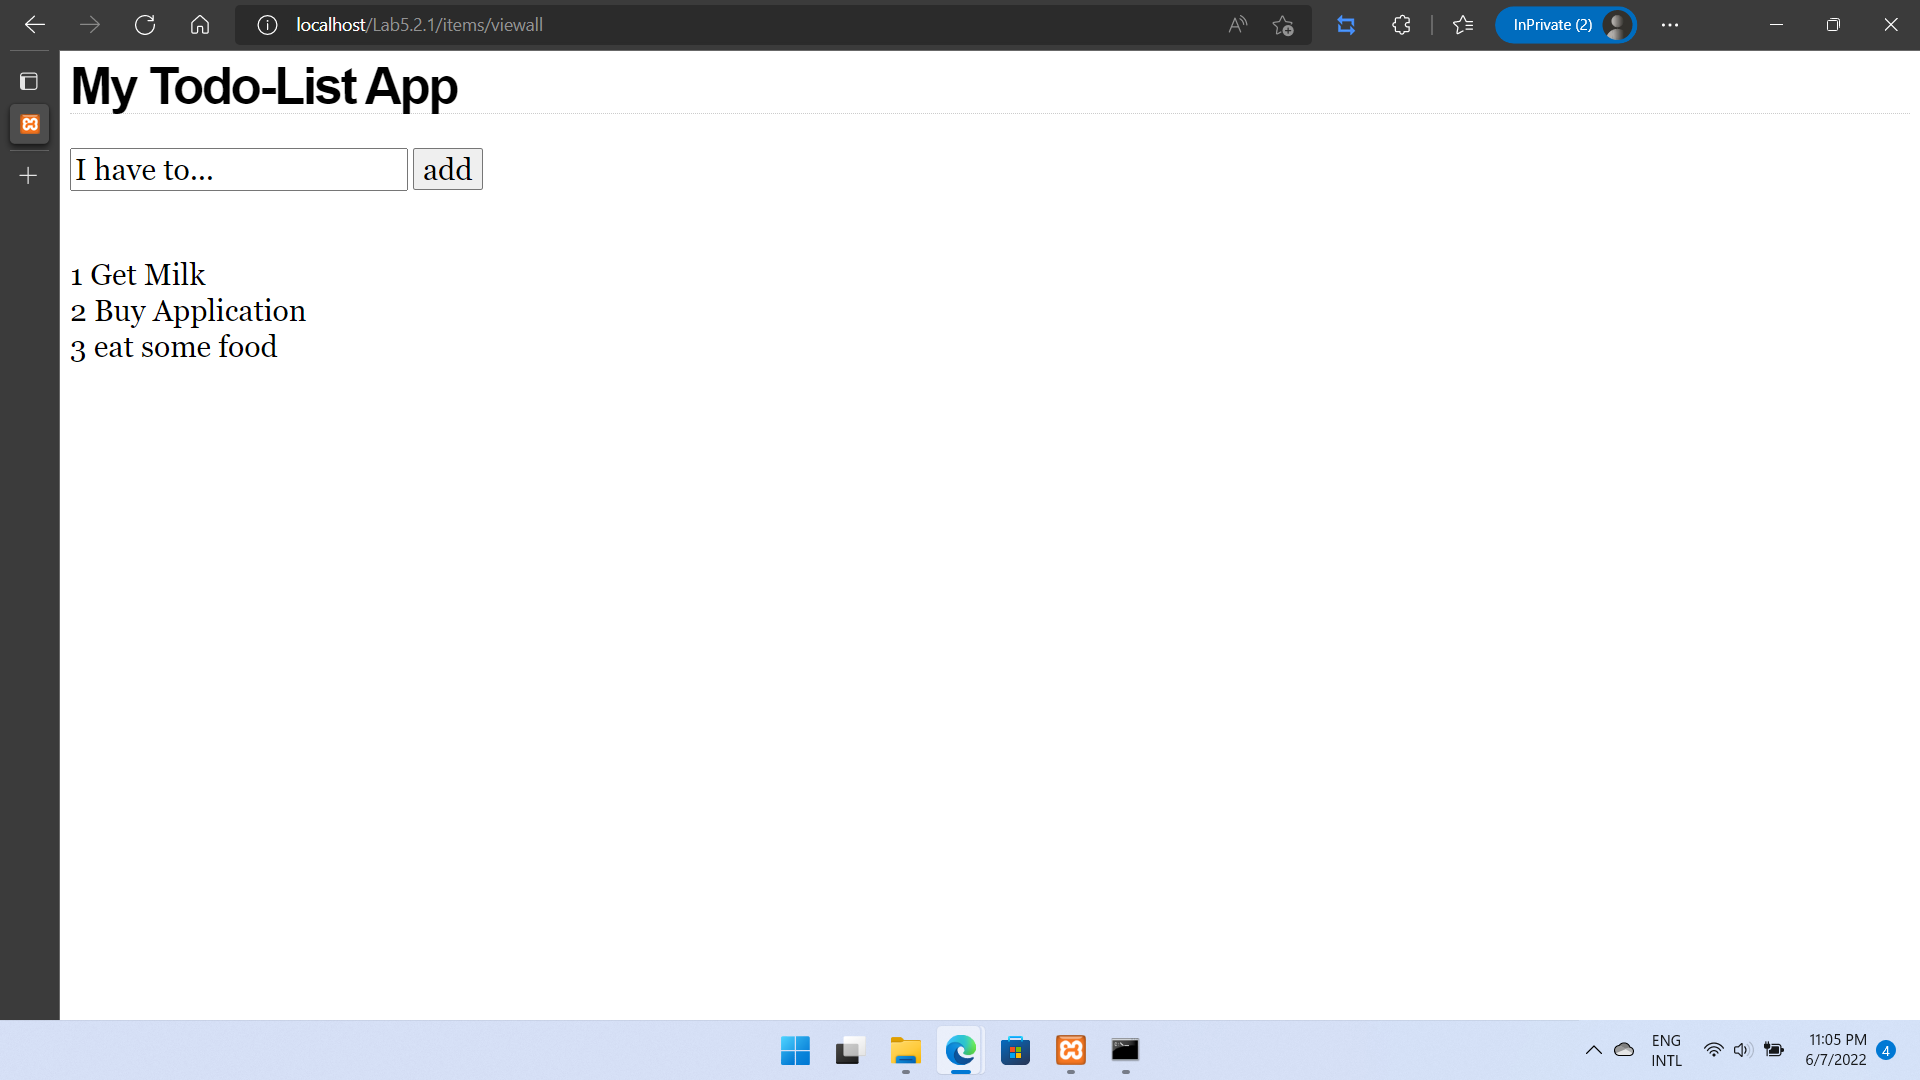 localhost/Lab5.2.1/items/viewall
InPrivate (2)
My Todo-List App
I have to...
add
1 Get Milk
2 Buy Application
3 eat some food
ENG
INTL
11:05 PM
6/7/2022
4